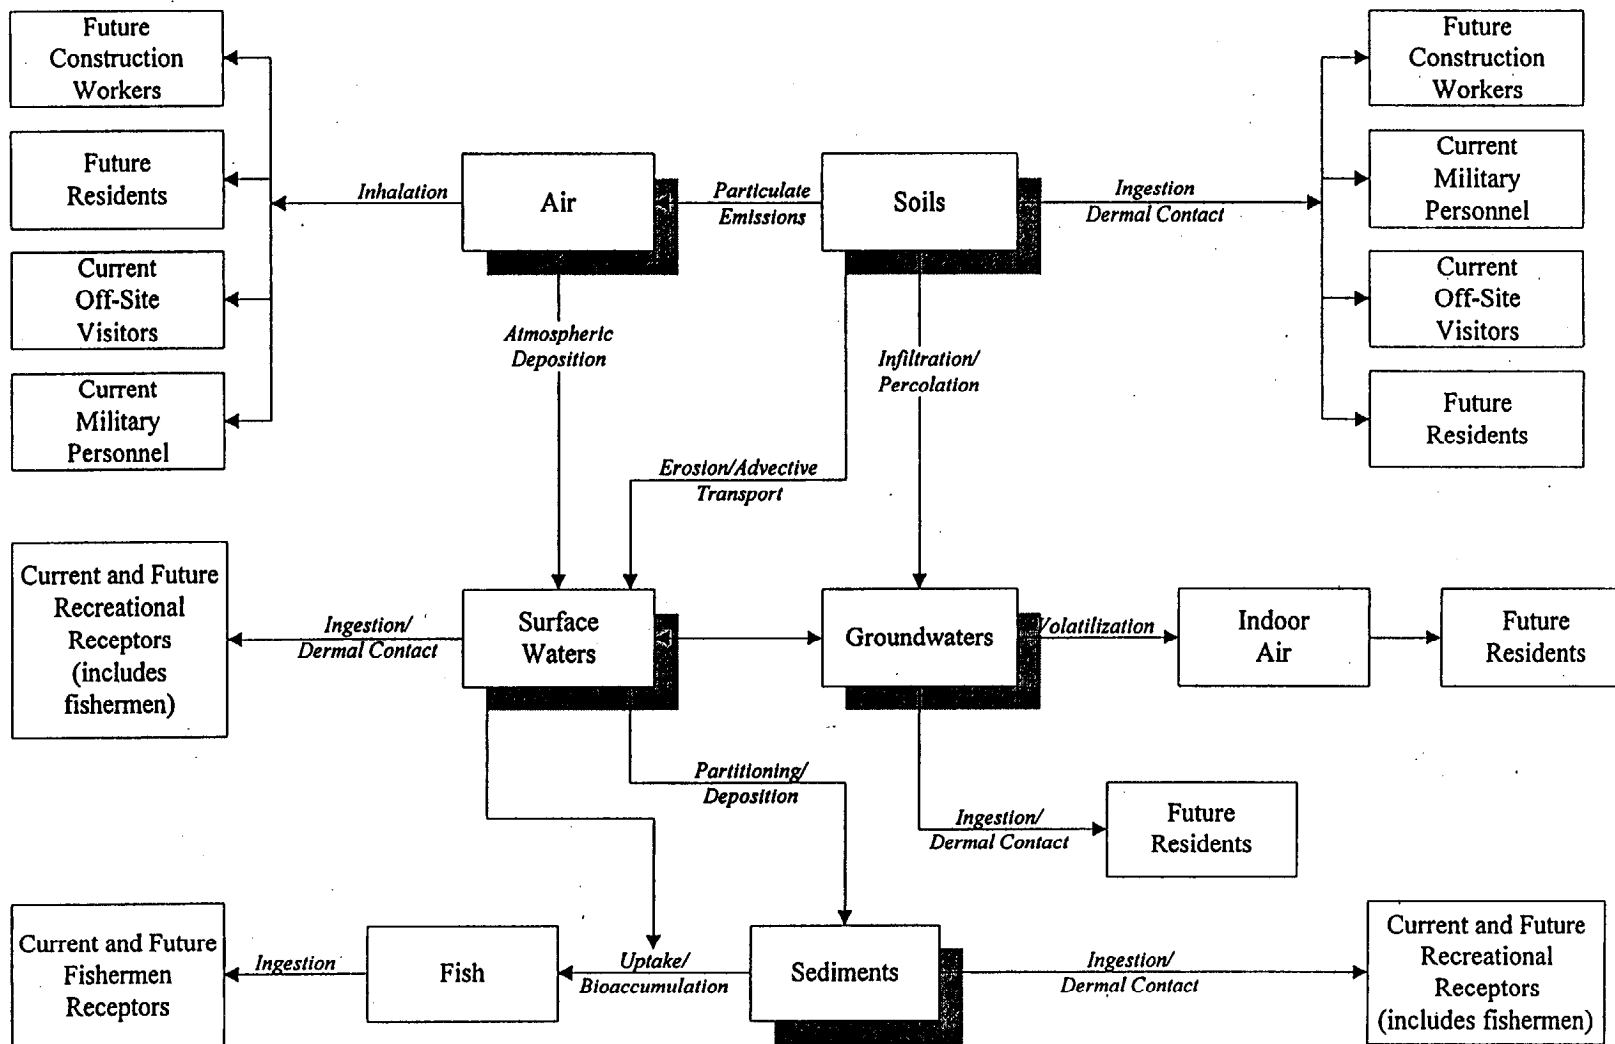 Future
Construction
Workers
Future
Residents
Current
Off-Site
Visitors
Current
Military
Personnel
Inhalation
Air
Particulate
Emissions
Soils
Ingestion
Dermal Contact
Future
Construction
Workers
Current
Military
Personnel
Current
Off-Site
Visitors
Future
Residents
Atmospheric
Deposition
Infiltration/
Percolation
Erosion/Advective
Transport
Current and Future
Recreational
Receptors
(includes
fishermen)
Ingestion/
Dermal Contact
Surface
Waters
Groundwaters
Volatilization
Indoor
Air
Future
Residents
Partitioning/
Deposition
Ingestion/
Dermal Contact
Future
Residents
Current and Future
Fishermen
Receptors
Ingestion
Fish
Uptake/
Bioaccumulation
Sediments
Ingestion/
Dermal Contact
Current and Future
Recreational
Receptors
(includes fishermen)